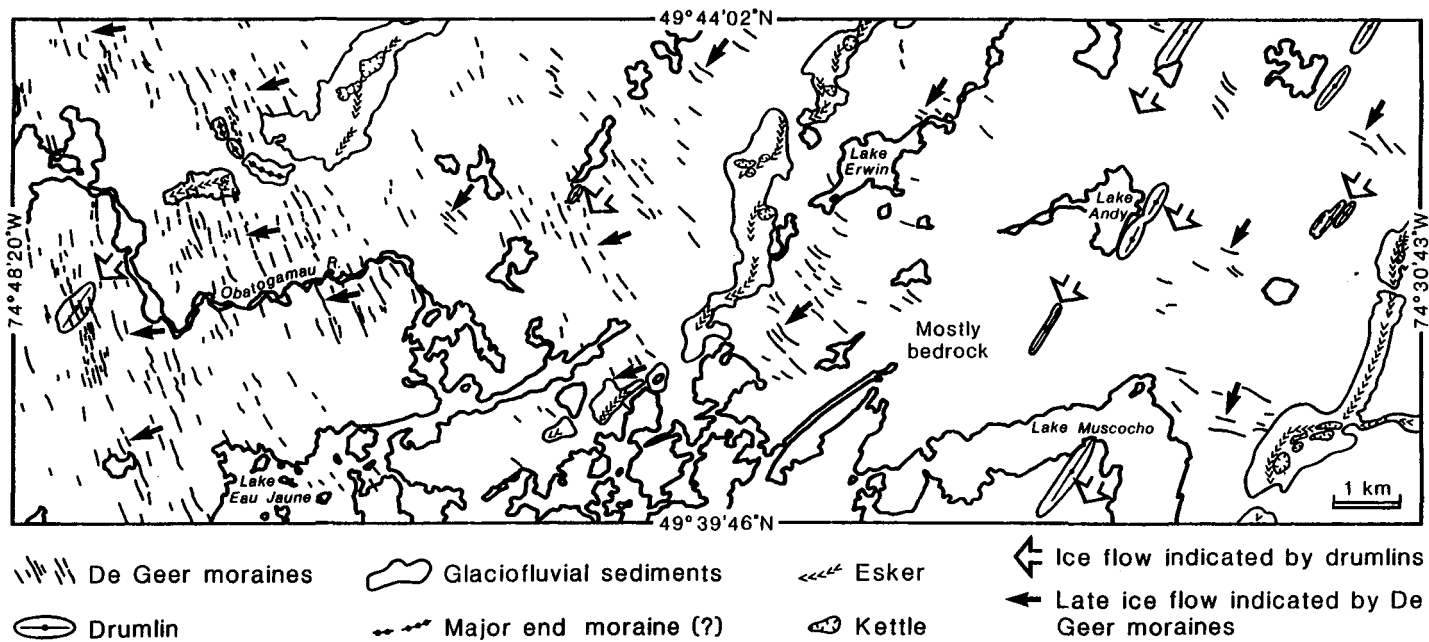 49°44'02"N
74°48'20"W
Lake
Erwin
Lake
Andy
Obatogamau R.
74°30'43"W
Mostly
bedrock
Lake Muscocho
Lake
Eau Jaune
1 km
49°39'46"N
De Geer moraines
Glaciofluvial sediments
Esker
Ice flow indicated by drumlins
Drumlin
Major end moraine (?)
Kettle
Late ice flow indicated by De
Geer moraines